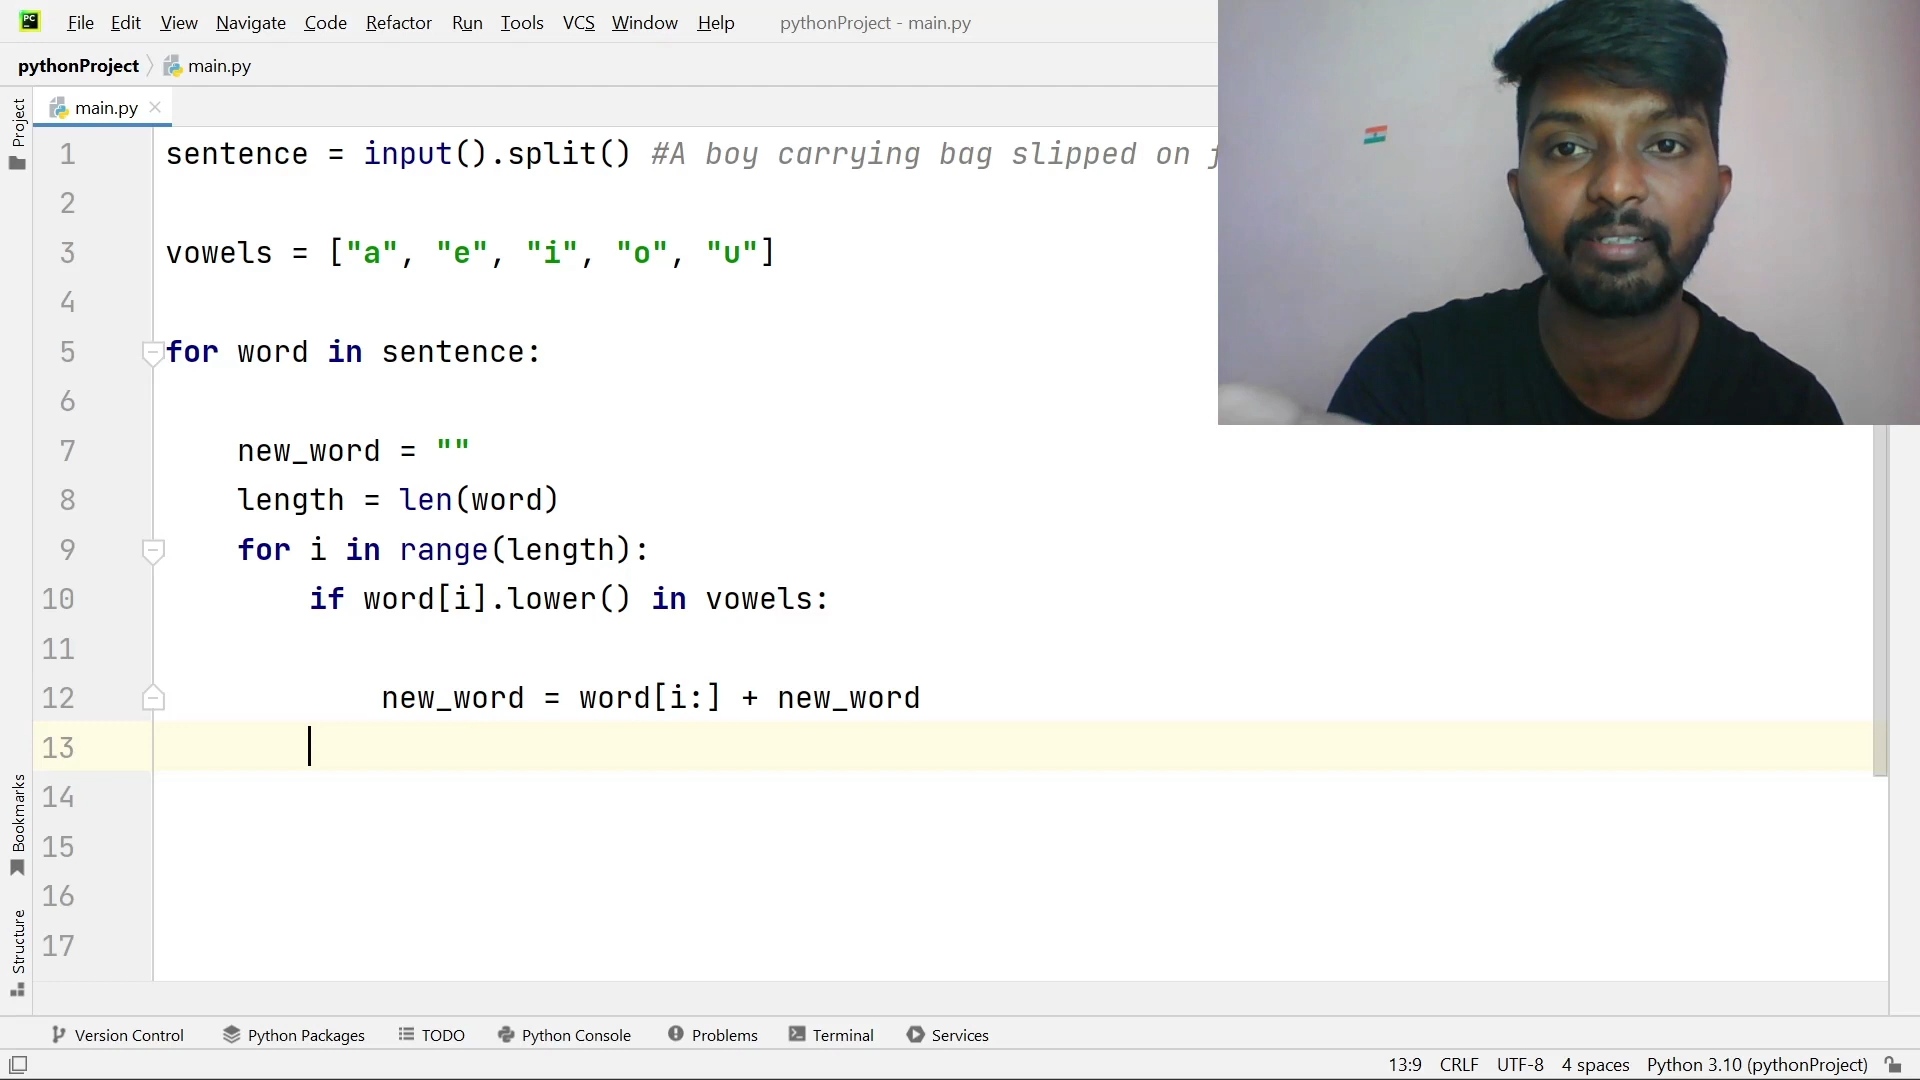 PC
File Edit View Navigate Code Refactor Run Tools VCS Window Help pythonProject - main.py
pythonProject main.py
Project
main.py
1 sentence = input().split() #A boy carrying bag slipped on
2
3 vowels = ["a", "e", "i", "o", "u"]
4
5 for word in sentence:
6
7 new_word = ""
8 length = len(word)
9 for i in range(length):
10 if word[i].lower() in vowels:
11
12 new_word = word[i:] + new_word
13
14
15
16
17
Bookmarks
Structure
Version Control Python Packages TODO Python Console Problems Terminal Services
13:9 CRLF UTF-8 4 spaces Python 3.10 (pythonProject)